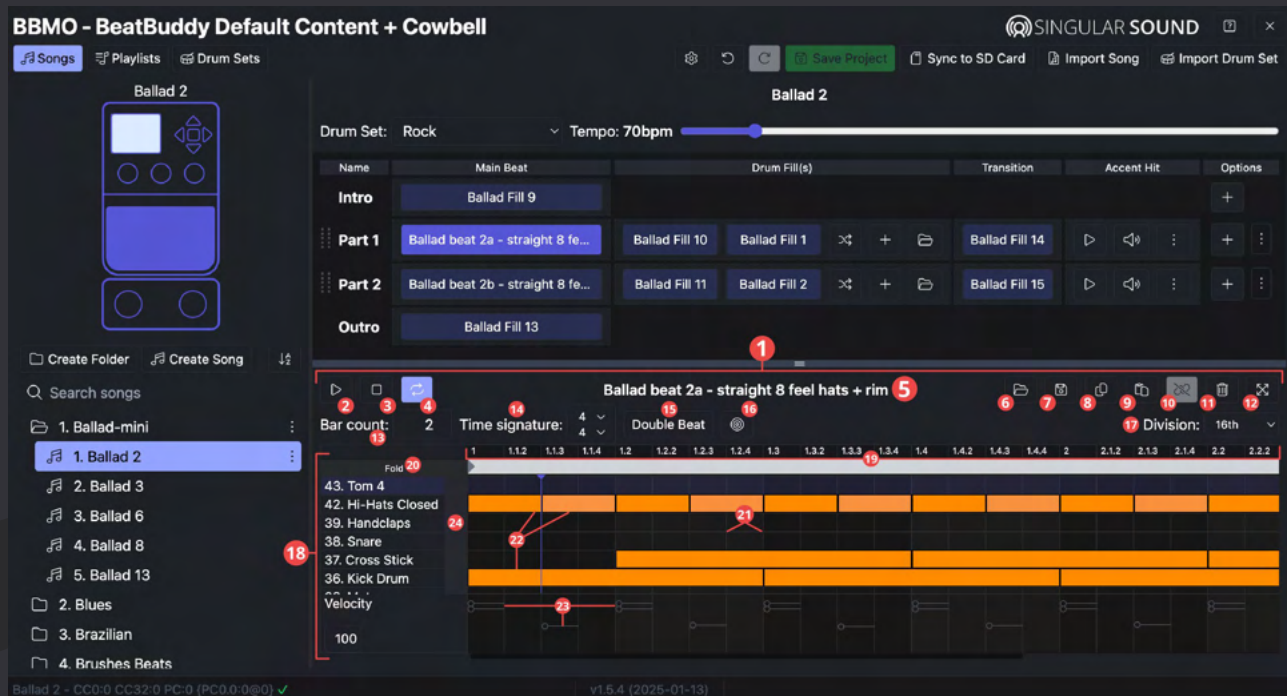 BBMO - BeatBuddy Default Content + Cowbell
SINGULAR SOUND
Songs Playlists Drum Sets
Save Project Sync to SD Card Import Song Import Drum Set
Ballad 2
Ballad 2
Drum Set: Rock Tempo: 70bpm
Name Main Beat Drum Fill(s) Transition Accent Hit Options
Intro Ballad Fill 9
Part 1 Ballad beat 2a - straight 8 fe... Ballad Fill 10 Ballad Fill 1 Ballad Fill 14
Part 2 Ballad beat 2b - straight 8 fe... Ballad Fill 11 Ballad Fill 2 Ballad Fill 15
Outro Ballad Fill 13
Create Folder Create Song
Search songs
1. Ballad-mini
1. Ballad 2
2. Ballad 3
3. Ballad 6
4. Ballad 8
5. Ballad 13
2. Blues
3. Brazilian
4. Brushes Beats
1
Ballad beat 2a - straight 8 feel hats + rim 5
2 3 4 6 7 8 9 10 11 12
14 15 16
Bar count: 2 Time signature: 4 4 Double Beat 17 Division: 16th
13
1 1.1.2 1.1.3 1.1.4 1.2 1.2.2 1.2.3 1.2.4 1.3 1.3.2 1.3.3 1.3.4 1.4 1.4.2 1.4.3 1.4.4 2 2.1.2 2.1.3 2.1.4 2.2 2.2.2
19
Fold 20
43. Tom 4
42. Hi-Hats Closed
39. Handclaps 24 21
38. Snare 22
18
37. Cross Stick
36. Kick Drum
Velocity 23
100
Ballad 2 - CC0:0 CC32:0 PC:0 (PC0.0:0@0)
v1.5.4 (2025-01-13)